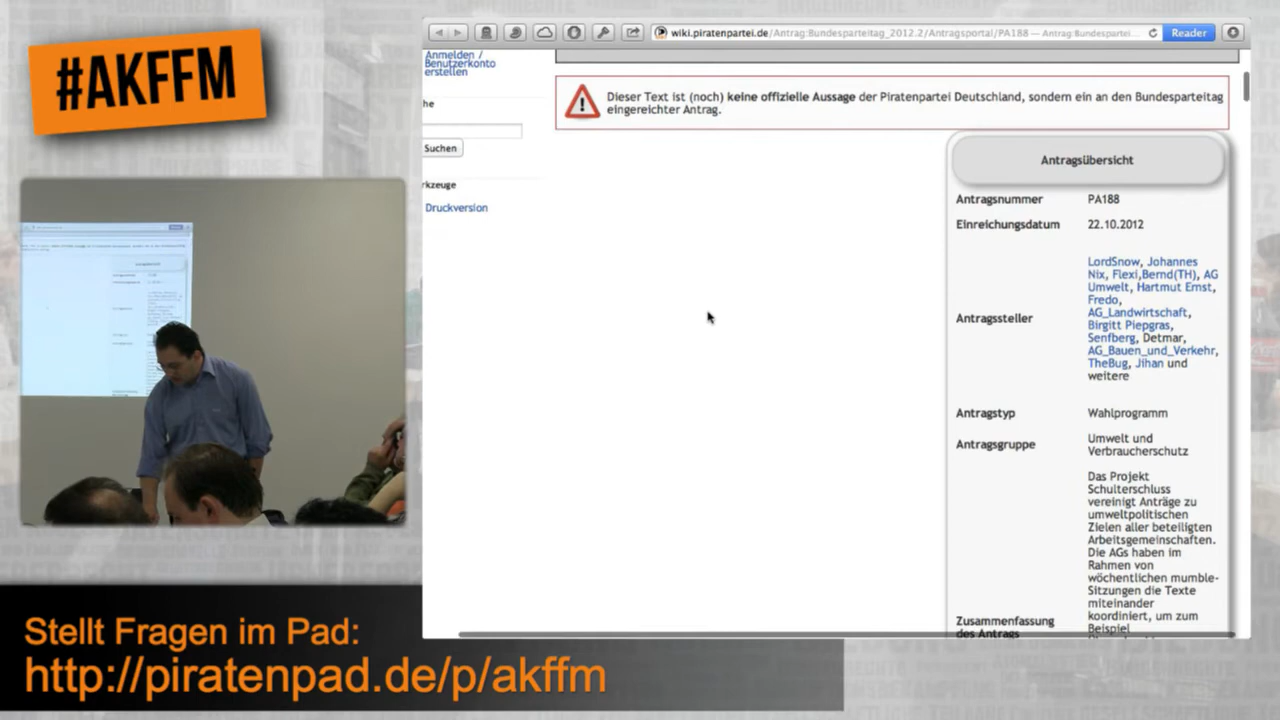 #AKFFM
wiki.piratenpartei.de/Antrag:Bundesparteitag_2012.2/Antragsportal/PA188 — Antrag:Bundespartei...
Reader
Anmelden /
Benutzerkonto
erstellen
he
Suchen
rkzeuge
Druckversion
Dieser Text ist (noch) keine offizielle Aussage der Piratenpartei Deutschland, sondern ein an den Bundesparteitag
eingereichter Antrag.
Antragsübersicht
Antragsnummer PA188
Einreichungsdatum 22.10.2012
Antragssteller
LordSnow, Johannes
Nix, Flexi,Bernd(TH), AG
Umwelt, Hartmut Ernst,
Fredo,
AG_Landwirtschaft,
Birgitt Piepgras,
Senfberg, Detmar,
AG_Bauen_und_Verkehr,
TheBug, Jihan und
weitere
Antragstyp Wahlprogramm
Antragsgruppe
Umwelt und
Verbraucherschutz
Zusammenfassung
des Antrags
Das Projekt
Schulterschluss
vereinigt Anträge zu
umweltpolitischen
Zielen aller beteiligten
Arbeitsgemeinschaften.
Die AGs haben im
Rahmen von
wöchentlichen mumble-
Sitzungen die Texte
miteinander
koordiniert, um zum
Beispiel
Stellt Fragen im Pad:
http://piratenpad.de/p/akffm